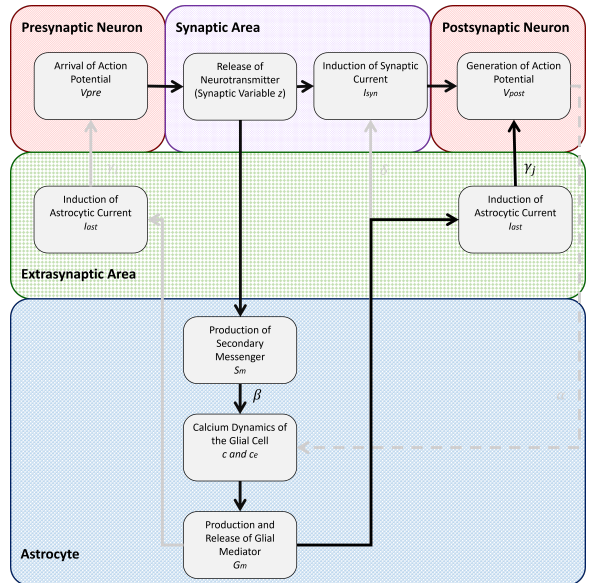 Presynaptic Neuron
Synaptic Area
Postsynaptic Neuron
Arrival of Action
Potential
Vpre
Release of
Neurotransmitter
(Synaptic Variable z)
Induction of Synaptic
Current
Isyn
Generation of Action
Potential
Vpost
γi
δ
γj
Induction of
Astrocytic Current
Iast
Induction of
Astrocytic Current
Iast
Extrasynaptic Area
Production of
Secondary
Messenger
Sm
β
α
Calcium Dynamics of
the Glial Cell
c and ce
Production and
Release of Glial
Mediator
Gm
Astrocyte